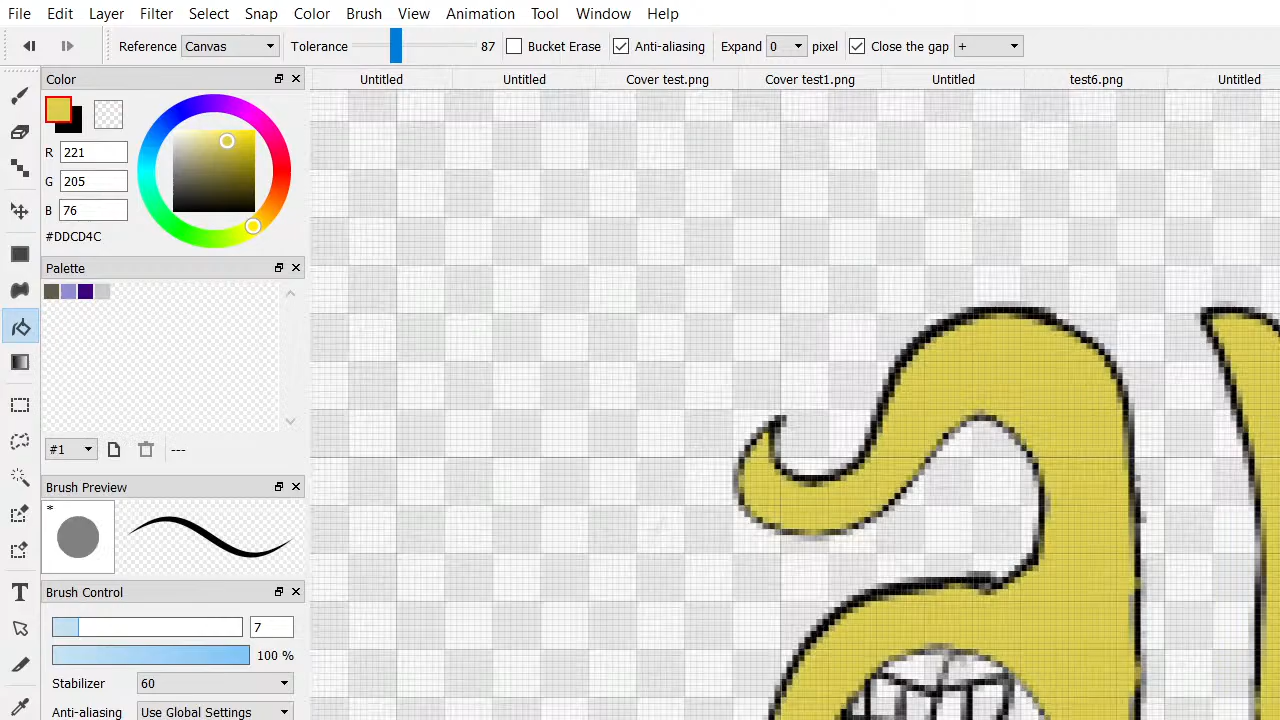 File Edit Layer Filter Select Snap Color Brush View Animation Tool Window Help
Reference Canvas Tolerance 87 Bucket Erase Anti-aliasing Expand 0 pixel Close the gap +
Color
Untitled Untitled Cover test.png Cover test1.png Untitled test6.png Untitled
R 221
G 205
B 76
#DDCD4C
Palette
#1 ---
Brush Preview
*
Brush Control
7
100 %
Stabilizer 60
Anti-aliasing Use Global Settings